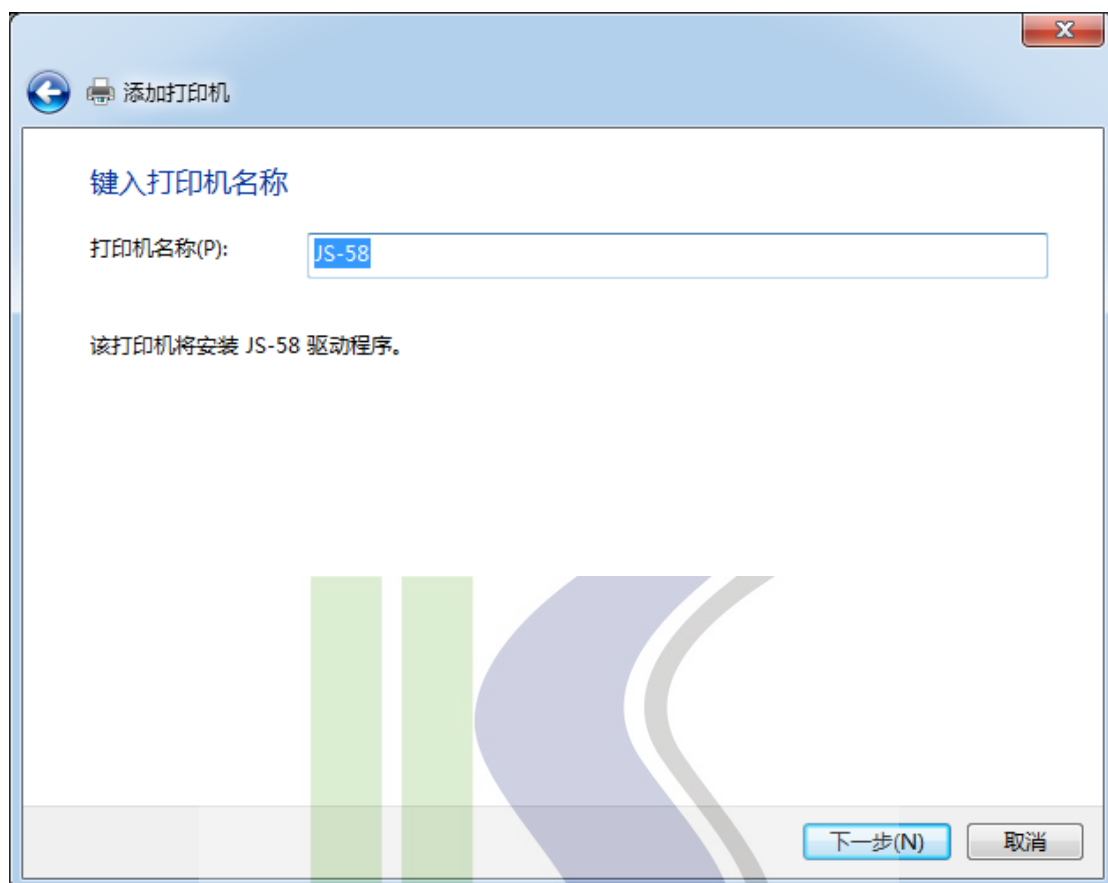 添加打印机
键入打印机名称
打印机名称(P):
JS-58
该打印机将安装 JS-58 驱动程序。
下一步(N)
取消